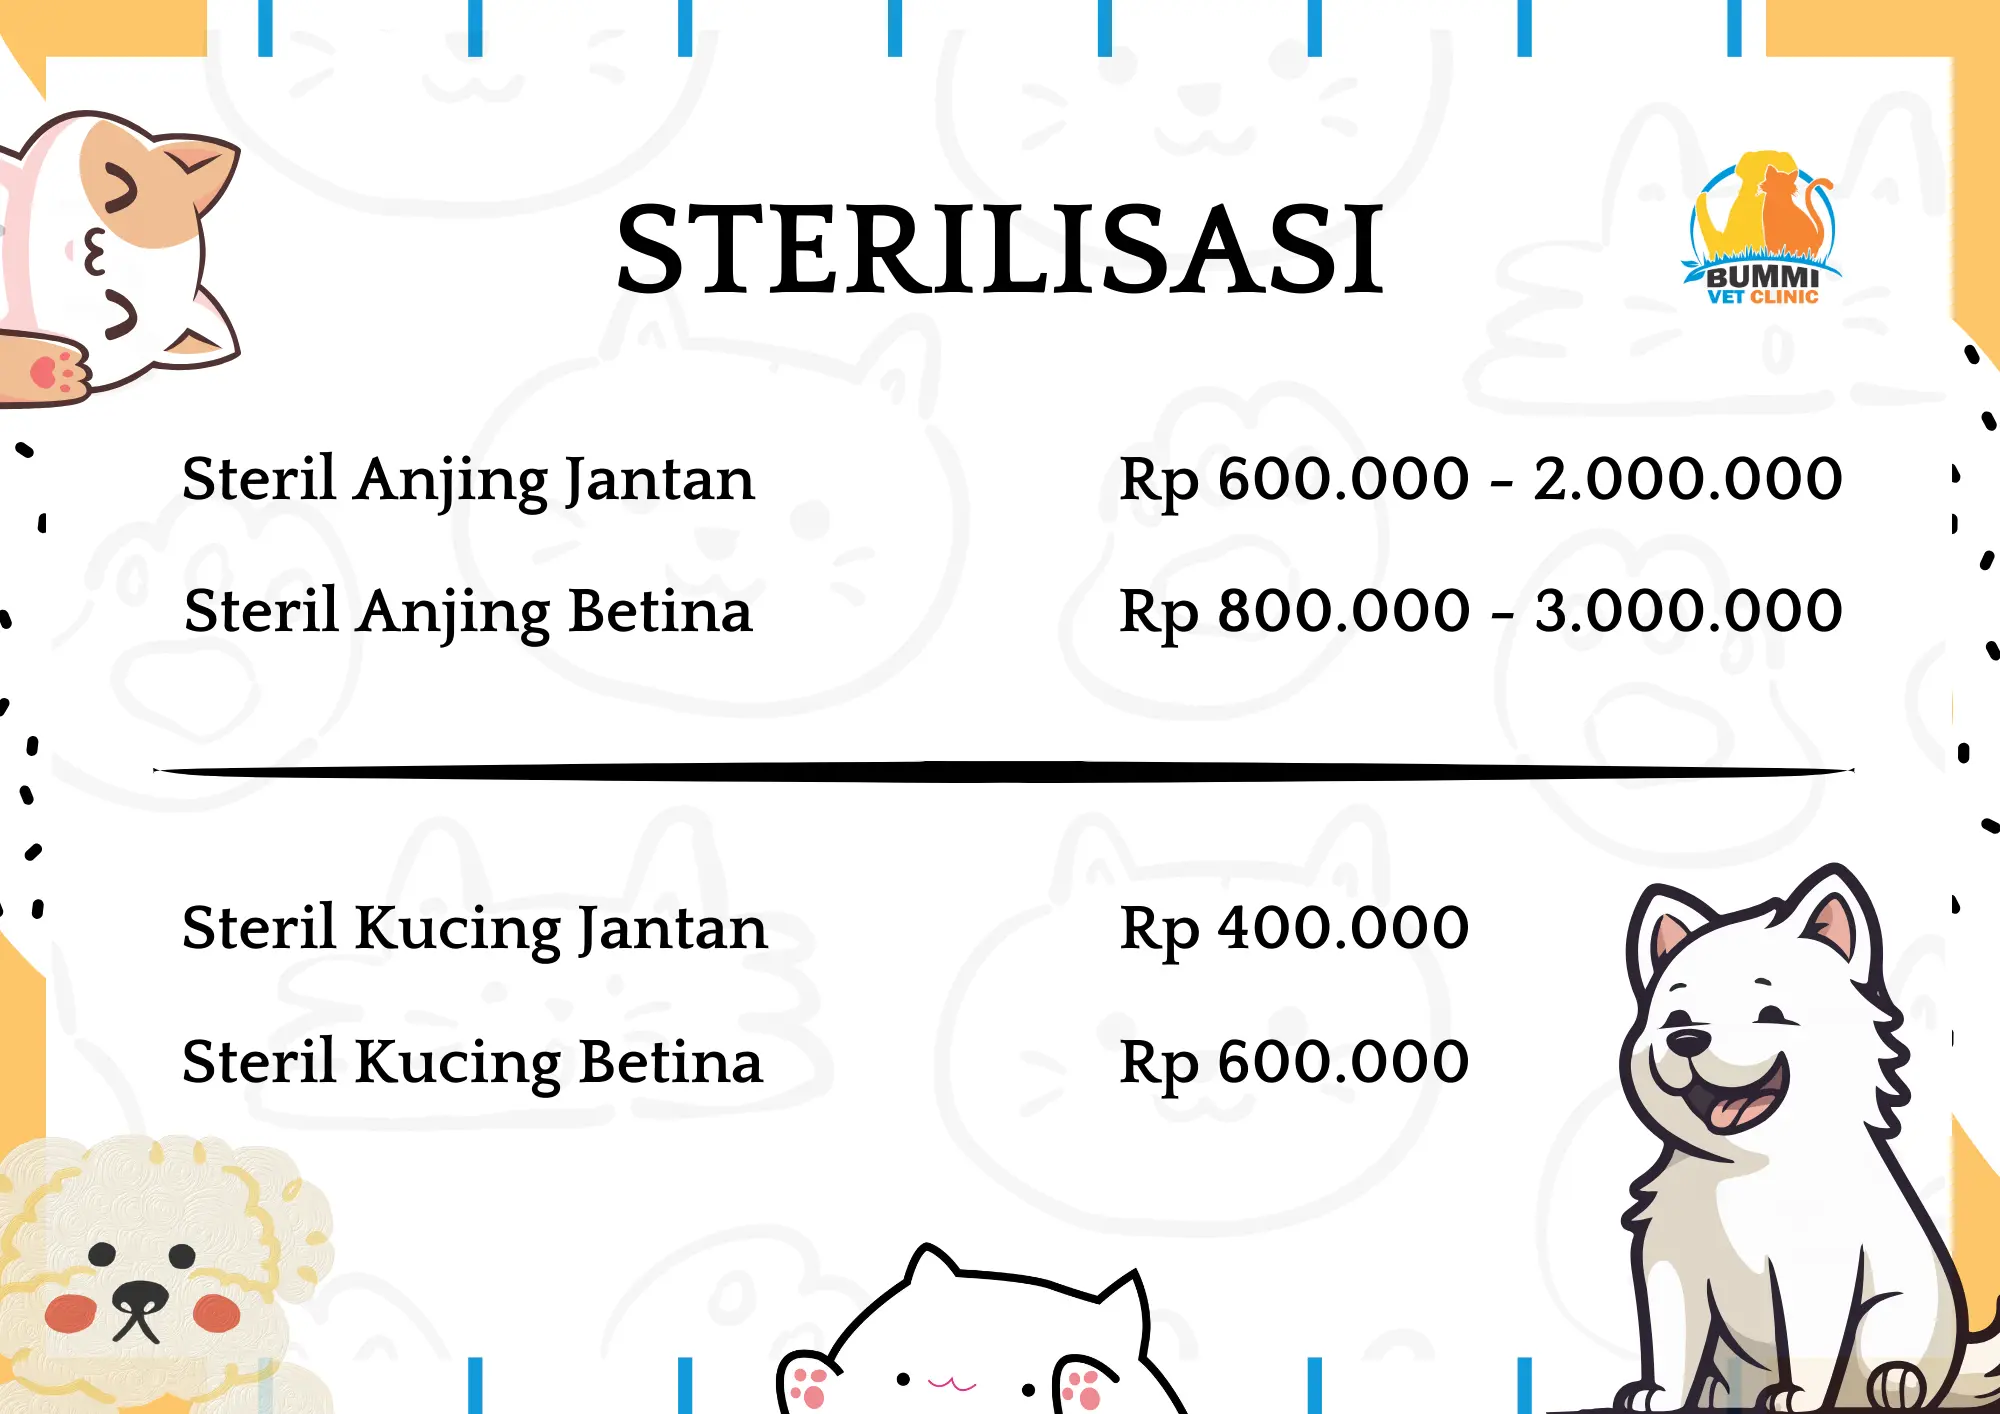 STERILISASI
BUMMI
VET CLINIC
Steril Anjing Jantan Rp 600.000 - 2.000.000
Steril Anjing Betina Rp 800.000 - 3.000.000
Steril Kucing Jantan Rp 400.000
Steril Kucing Betina Rp 600.000